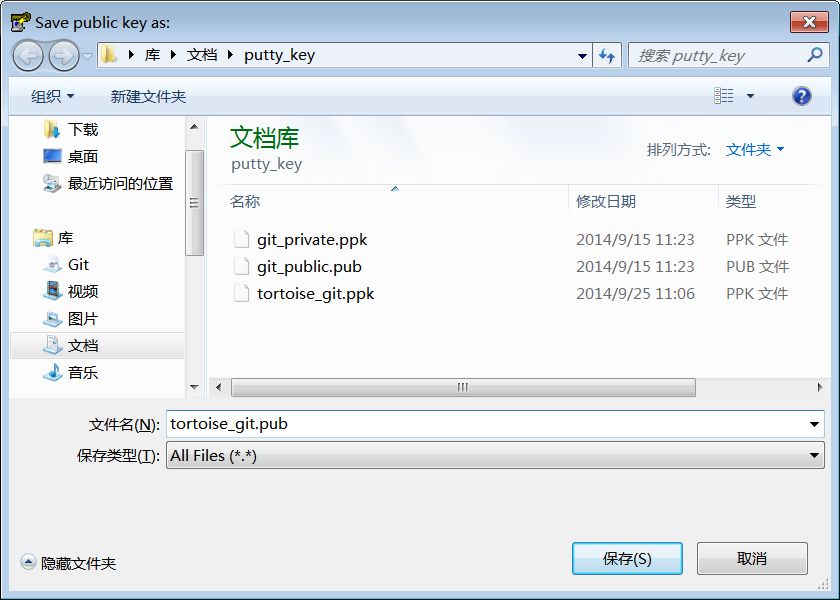 Save public key as:
库 文档 putty_key 搜索 putty_key
组织 新建文件夹
下载
桌面
最近访问的位置
库
Git
视频
图片
文档
音乐
文档库
putty_key
排列方式: 文件夹
名称 修改日期 类型
git_private.ppk 2014/9/15 11:23 PPK 文件
git_public.pub 2014/9/15 11:23 PUB 文件
tortoise_git.ppk 2014/9/25 11:06 PPK 文件
文件名(N): tortoise_git.pub
保存类型(T): All Files (*.*)
隐藏文件夹 保存(S) 取消